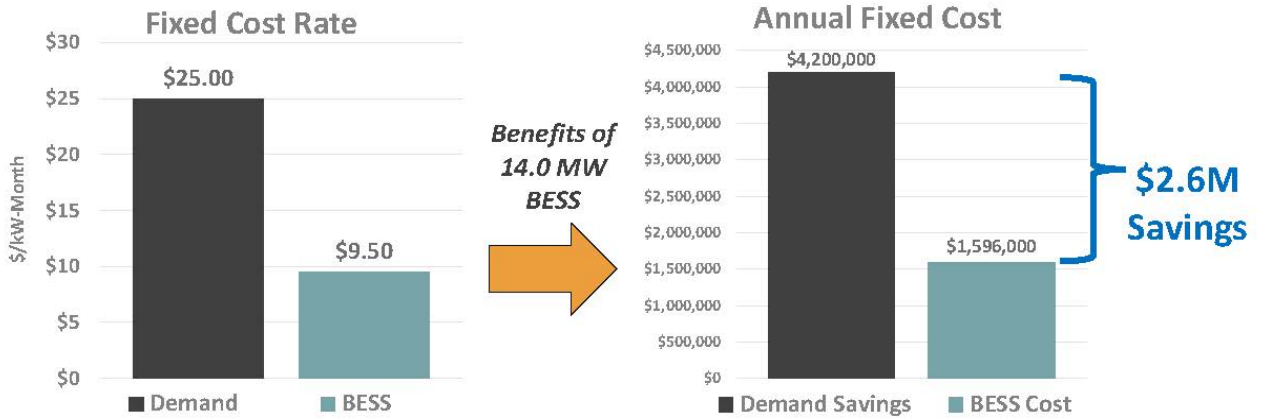 Fixed Cost Rate
$/kW-Month
$30
$25
$20
$15
$10
$5
$0
$25.00
$9.50
Demand
BESS
Benefits of
14.0 MW
BESS
Annual Fixed Cost
$4,500,000
$4,000,000
$3,500,000
$3,000,000
$2,500,000
$2,000,000
$1,500,000
$1,000,000
$500,000
$0
$4,200,000
$1,596,000
Demand Savings
BESS Cost
$2.6M
Savings